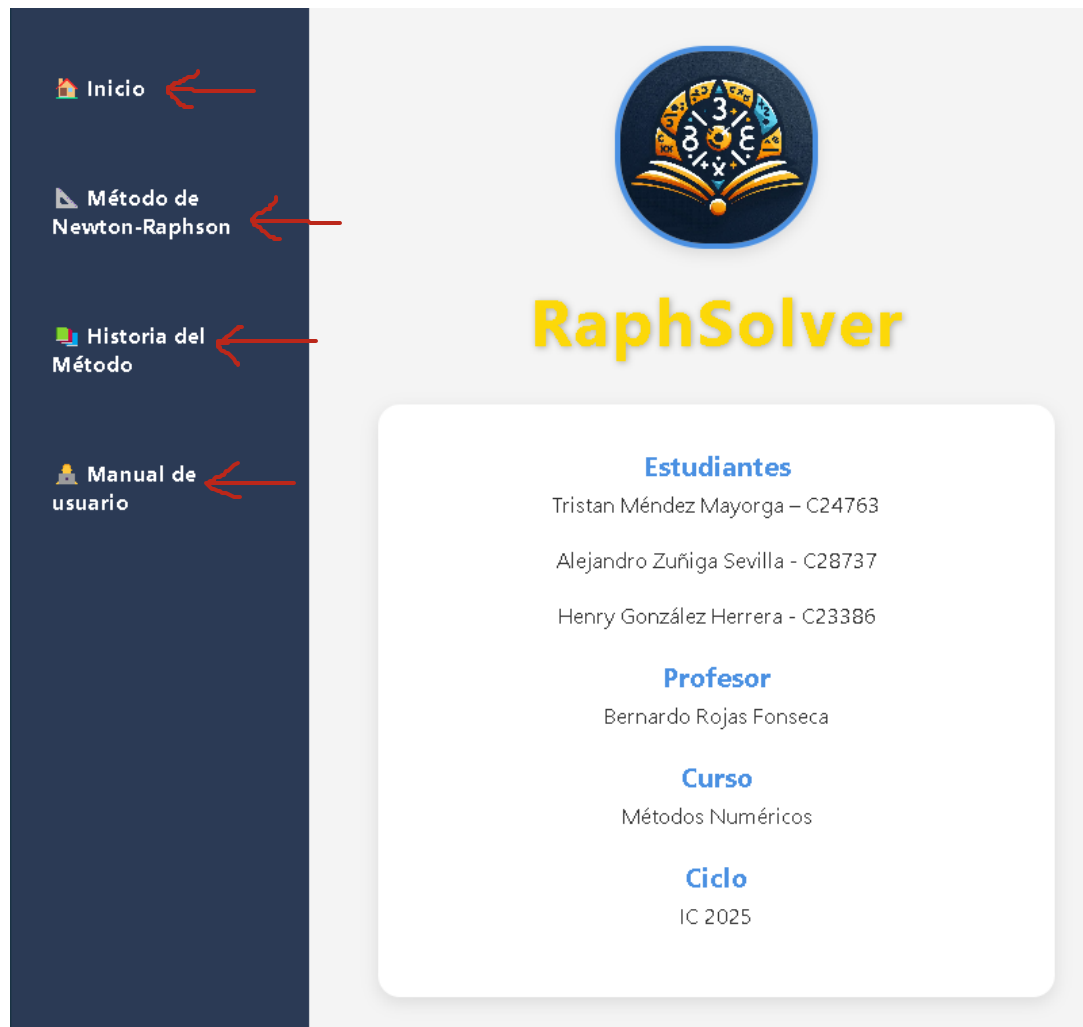 Inicio
Método de
Newton-Raphson
Historia del
Método
Manual de
usuario
RaphSolver
Estudiantes
Tristan Méndez Mayorga – C24763
Alejandro Zuñiga Sevilla - C28737
Henry González Herrera - C23386
Profesor
Bernardo Rojas Fonseca
Curso
Métodos Numéricos
Ciclo
IC 2025